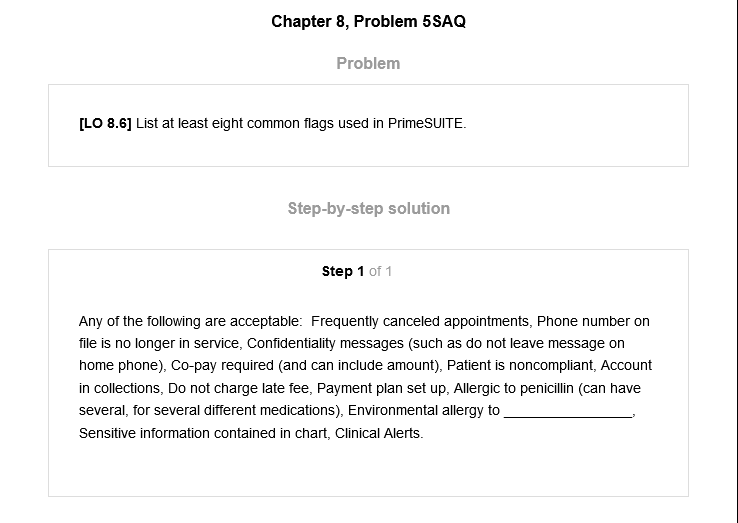 Chapter 8, Problem 5SAQ
Problem
[LO 8.6] List at least eight common flags used in PrimeSUITE.
Step-by-step solution
Step 1 of 1
Any of the following are acceptable:  Frequently canceled appointments, Phone number on
file is no longer in service, Confidentiality messages (such as do not leave message on
home phone), Co-pay required (and can include amount), Patient is noncompliant, Account
in collections, Do not charge late fee, Payment plan set up, Allergic to penicillin (can have
several, for several different medications), Environmental allergy to _________________,
Sensitive information contained in chart, Clinical Alerts.